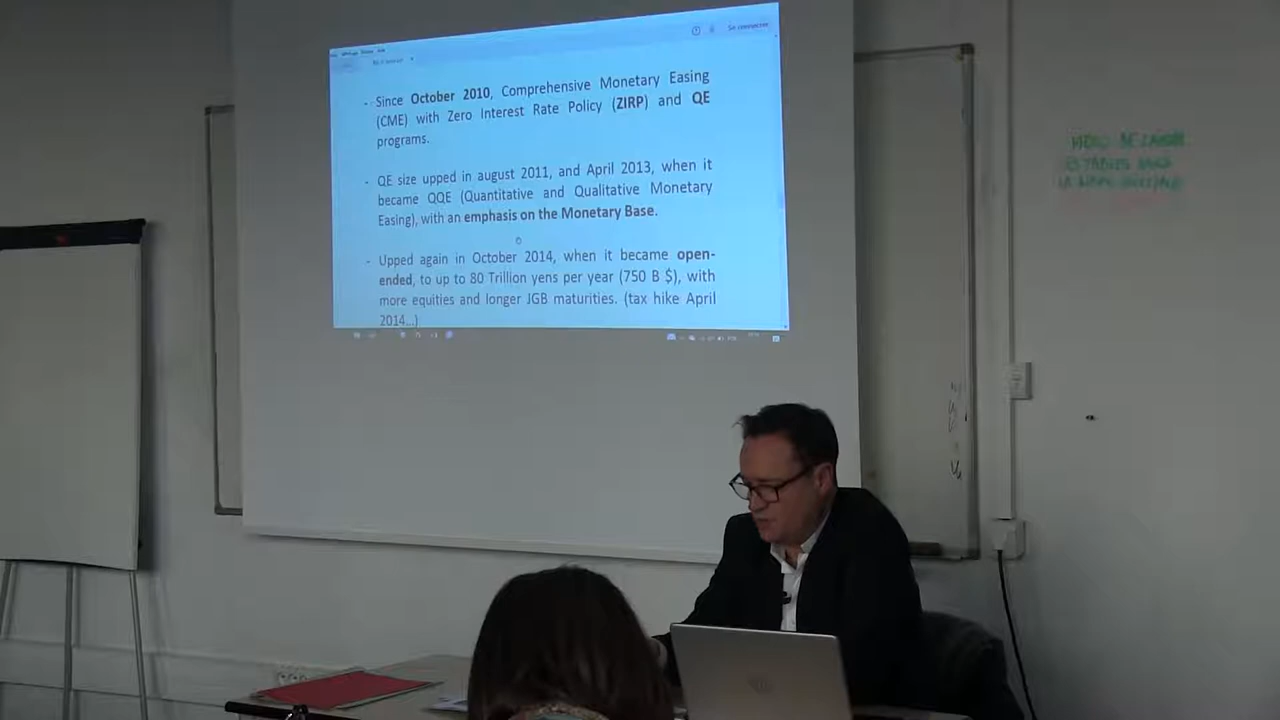 Se connecter
- Since October 2010, Comprehensive Monetary Easing
(CME) with Zero Interest Rate Policy (ZIRP) and QE
programs.
- QE size upped in august 2011, and April 2013, when it
became QQE (Quantitative and Qualitative Monetary
Easing), with an emphasis on the Monetary Base.
- Upped again in October 2014, when it became open-
ended, to up to 80 Trillion yens per year (750 B $), with
more equities and longer JGB maturities. (tax hike April
2014...)